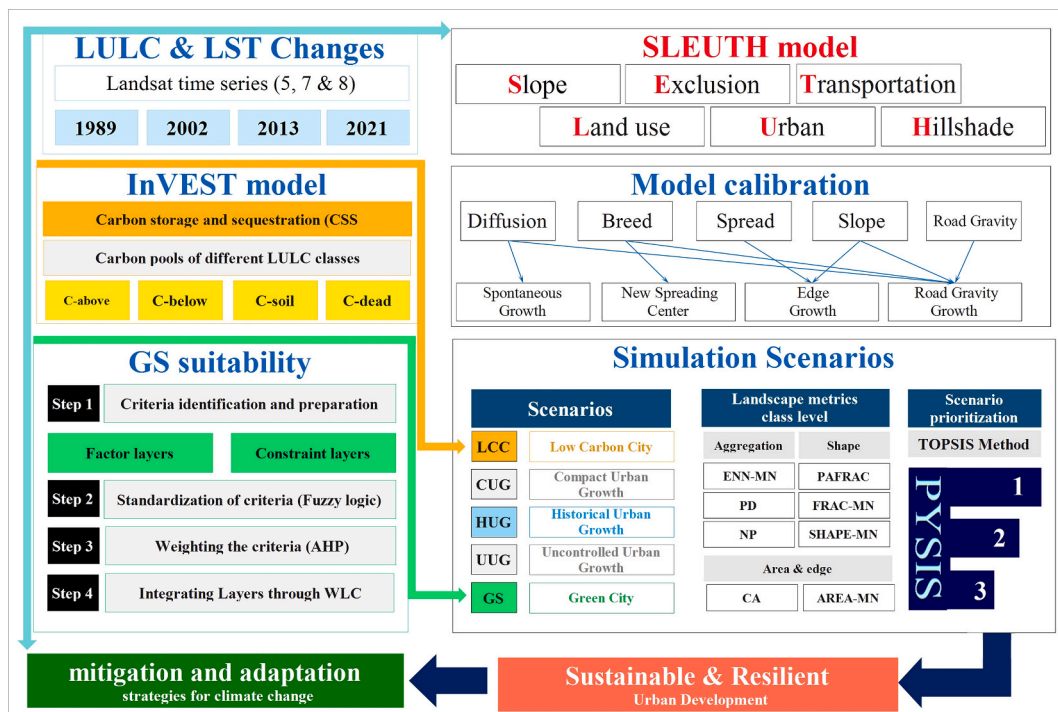 LULC & LST Changes
Landsat time series (5, 7 & 8)
1989
2002
2013
2021
InVEST model
Carbon storage and sequestration (CSS
Carbon pools of different LULC classes
C-above
C-below
C-soil
C-dead
GS suitability
Step 1
Criteria identification and preparation
Factor layers
Constraint layers
Step 2
Standardization of criteria (Fuzzy logic)
Step 3
Weighting the criteria (AHP)
Step 4
Integrating Layers through WLC
SLEUTH model
Slope
Exclusion
Transportation
Land use
Urban
Hillshade
Model calibration
Diffusion
Breed
Spread
Slope
Road Gravity
Spontaneous
Growth
New Spreading
Center
Edge
Growth
Road Gravity
Growth
Simulation Scenarios
Scenarios
LCC
Low Carbon City
CUG
Compact Urban
Growth
HUG
Historical Urban
Growth
UUG
Uncontrolled Urban
Growth
GS
Green City
Landscape metrics
class level
Aggregation
Shape
ENN-MN
PAFRAC
PD
FRAC-MN
NP
SHAPE-MN
Area & edge
CA
AREA-MN
Scenario
prioritization
TOPSIS Method
PYSIS
1
2
3
mitigation and adaptation
strategies for climate change
Sustainable & Resilient
Urban Development